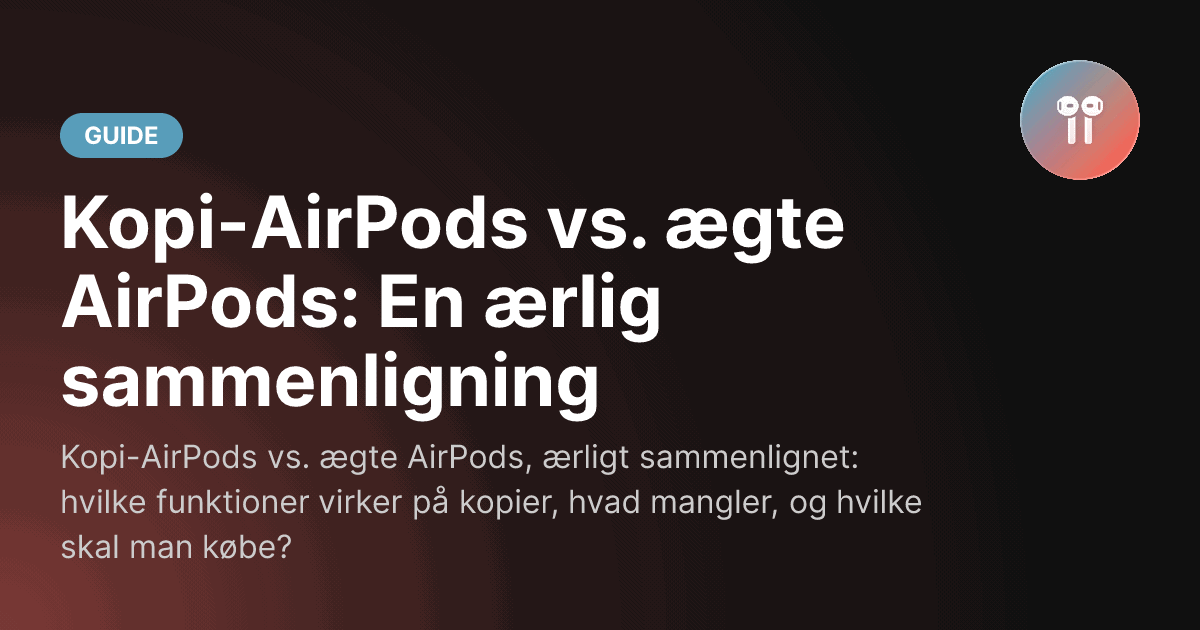 GUIDE
Kopi-AirPods vs. ægte
AirPods: En ærlig
sammenligning
Kopi-AirPods vs. ægte AirPods, ærligt sammenlignet:
hvilke funktioner virker på kopier, hvad mangler, og hvilke
skal man købe?